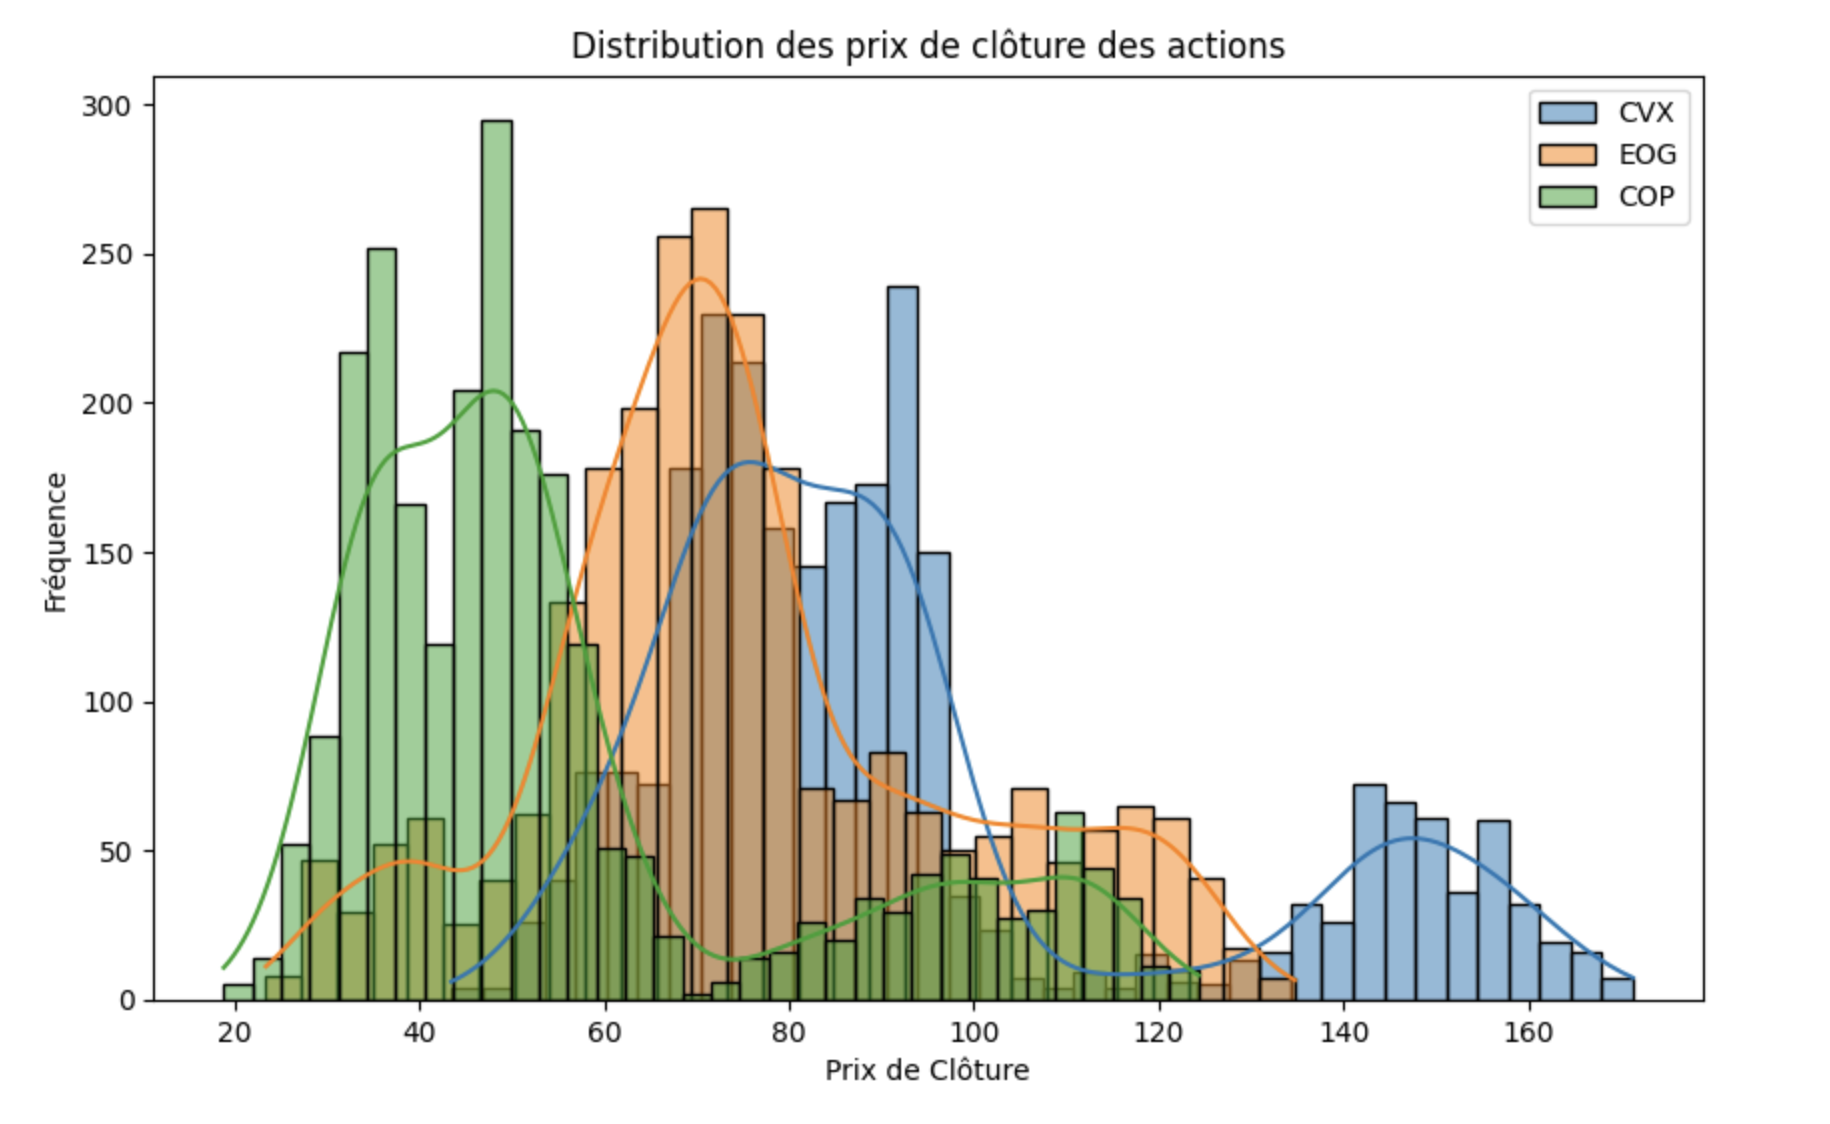 Distribution des prix de clôture des actions
CVX
EOG
COP
Fréquence
300
250
200
150
100
50
0
20 40 60 80 100 120 140 160
Prix de Clôture